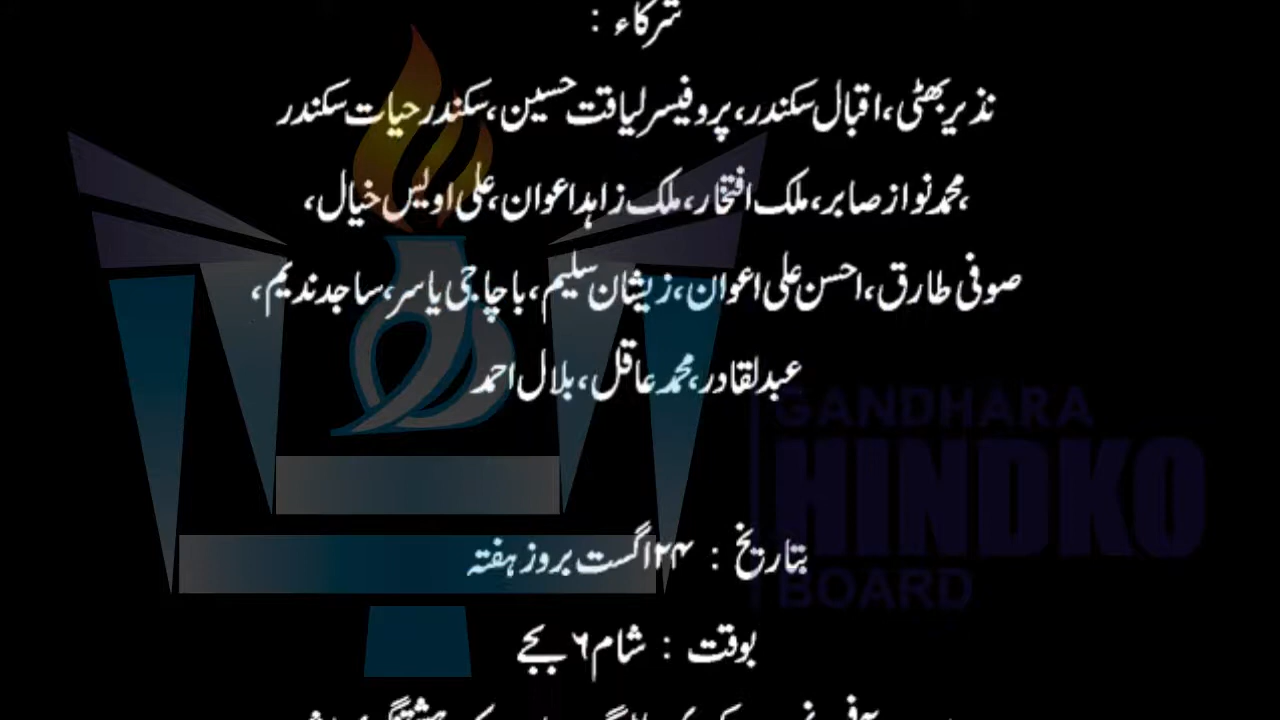 شرکاء :
نذیر بھٹی، اقبال سکندر، پروفیسر لیاقت حسین، سکندر حیات سکندر
،محمد نواز صابر، ملک افتخار، ملک زاہد اعوان، علی اویس خیال،
صوفی طارق، احسن علی اعوان، زیشان سلیم، باچا جی یاسر، ساجد ندیم،
عبدلقادر، محمد عاقل، بلال احمد
GANDHARA
HINDKO
BOARD
بتاریخ : ۲۴ اگست بروز ہفتہ
بوقت : شام ۶ بجے